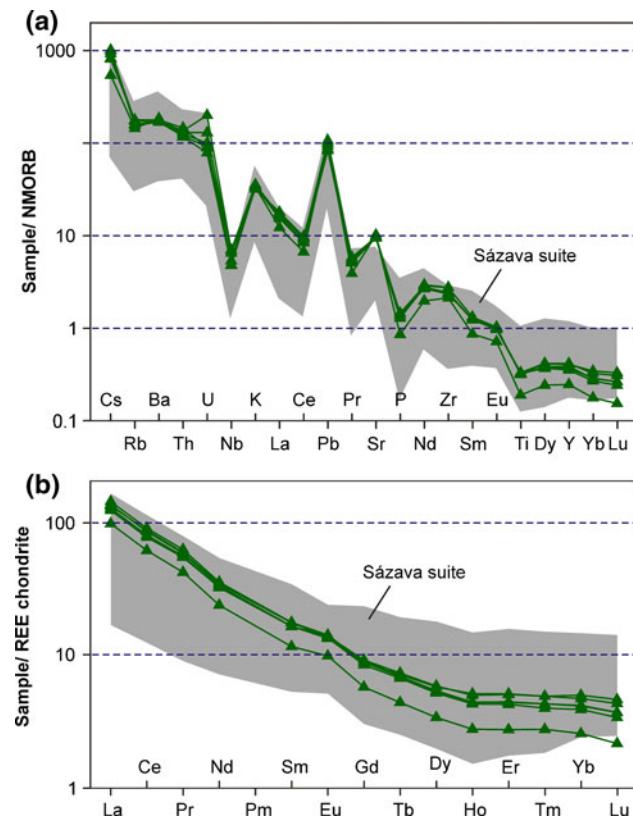 (a)
1000
10
1
0.1
Sample/ NMORB
Sázava suite
Cs Ba U K La Ce Pr P Zr Eu
Rb Th Nb Pb Sr Nd Sm Ti Dy Y Yb Lu
(b)
100
10
1
Sample/ REE chondrite
Sázava suite
Ce Nd Sm Gd Dy Er Yb
La Pr Pm Eu Tb Ho Tm Lu